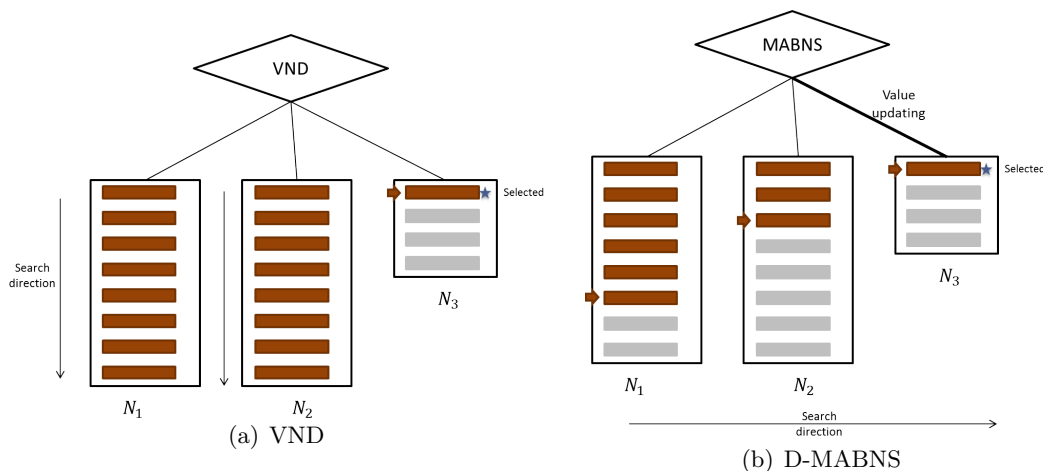 VND
Selected
Search
direction
N₃
N₁
N₂
(a) VND
MABNS
Value
updating
Selected
N₃
N₁
N₂
Search
direction
(b) D-MABNS